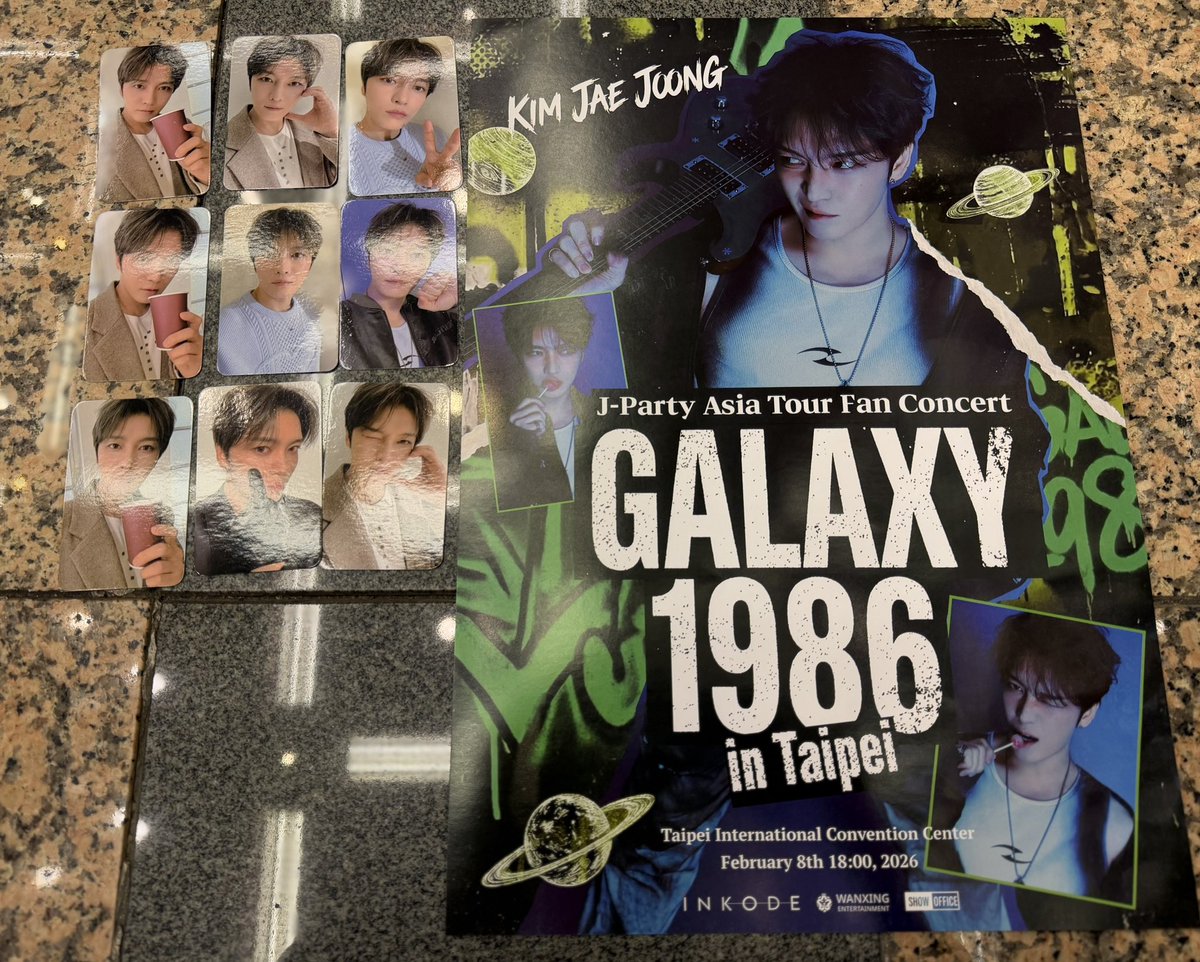 KIM JAE JOONG
J-Party Asia Tour Fan Concert
GALAXY
1986
in Taipei
98
Taipei International Convention Center
February 8th 18:00, 2026
INKODE
WANXING
ENTERTAINMENT
SHOW OFFICE